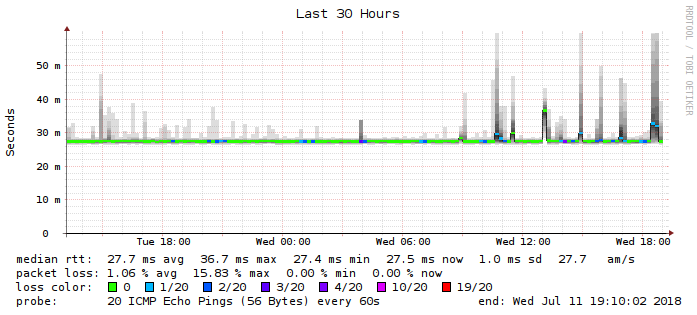 Last 30 Hours
RRDTOOL / TOBI OETIKER
Seconds
50 m
40 m
30 m
20 m
10 m
0
Tue 18:00 Wed 00:00 Wed 06:00 Wed 12:00 Wed 18:00
median rtt: 27.7 ms avg 36.7 ms max 27.4 ms min 27.5 ms now 1.0 ms sd 27.7 am/s
packet loss: 1.06 % avg 15.83 % max 0.00 % min 0.00 % now
loss color: 0 1/20 2/20 3/20 4/20 10/20 19/20
probe: 20 ICMP Echo Pings (56 Bytes) every 60s end: Wed Jul 11 19:10:02 2018